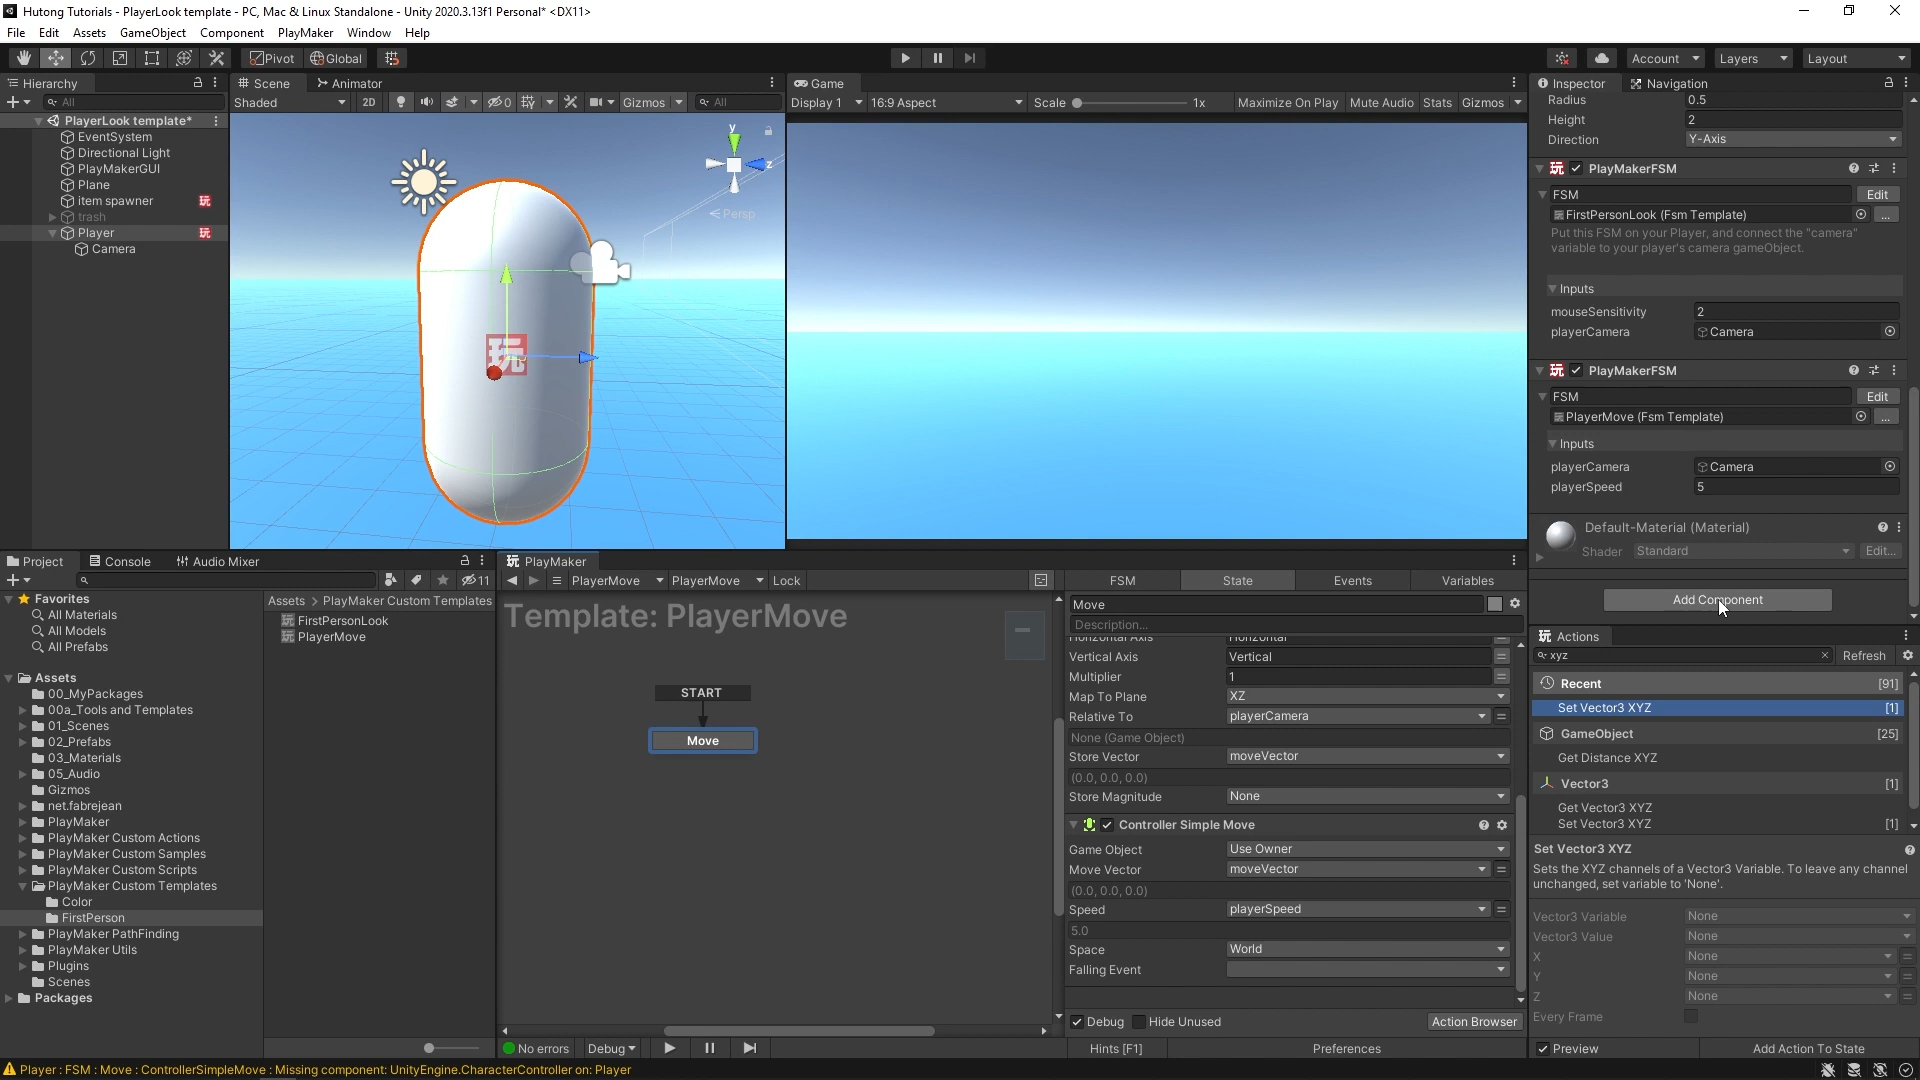 Hutong Tutorials - PlayerLook template - PC, Mac & Linux Standalone - Unity 2020.3.13f1 Personal* <DX11>
File Edit Assets GameObject Component PlayMaker Window Help
Pivot Global Account Layers Layout
Hierarchy
All
PlayerLook template*
EventSystem
Directional Light
PlayMakerGUI
Plane
item spawner 玩
trash
Player 玩
Camera
Scene Animator
Shaded 2D 0 Gizmos All
y
z
Persp
玩
Game
Display 1 16:9 Aspect Scale 1x Maximize On Play Mute Audio Stats Gizmos
Inspector Navigation
Radius 0.5
Height 2
Direction Y-Axis
玩 PlayMakerFSM
FSM Edit
FirstPersonLook (Fsm Template) ...
Put this FSM on your Player, and connect the "camera"
variable to your player's camera gameObject.
Inputs
mouseSensitivity 2
playerCamera Camera
玩 PlayMakerFSM
FSM Edit
PlayerMove (Fsm Template) ...
Inputs
playerCamera Camera
playerSpeed 5
Default-Material (Material)
Shader Standard Edit...
Add Component
Project Console Audio Mixer
11
Favorites
All Materials
All Models
All Prefabs
Assets
00_MyPackages
00a_Tools and Templates
01_Scenes
02_Prefabs
03_Materials
05_Audio
Gizmos
net.fabrejean
PlayMaker
PlayMaker Custom Actions
PlayMaker Custom Samples
PlayMaker Custom Scripts
PlayMaker Custom Templates
Color
FirstPerson
PlayMaker PathFinding
PlayMaker Utils
Plugins
Scenes
Packages
Assets > PlayMaker Custom Templates
FirstPersonLook
PlayerMove
玩 PlayMaker
PlayerMove PlayerMove Lock
Template: PlayerMove
START
Move
No errors Debug
FSM State Events Variables
Move
Description...
Horizontal Axis Horizontal
Vertical Axis Vertical
Multiplier 1
Map To Plane XZ
Relative To playerCamera
None (Game Object)
Store Vector moveVector
(0.0, 0.0, 0.0)
Store Magnitude None
Controller Simple Move
Game Object Use Owner
Move Vector moveVector
(0.0, 0.0, 0.0)
Speed playerSpeed
5.0
Space World
Falling Event
Debug Hide Unused Action Browser
Hints [F1] Preferences
玩 Actions
xyz Refresh
Recent [91]
Set Vector3 XYZ [1]
GameObject [25]
Get Distance XYZ
Vector3 [1]
Get Vector3 XYZ
Set Vector3 XYZ [1]
Set Vector3 XYZ
Sets the XYZ channels of a Vector3 Variable. To leave any channel
unchanged, set variable to 'None'.
Vector3 Variable None
Vector3 Value None
X None
Y None
Z None
Every Frame
Preview Add Action To State
Player : FSM : Move : ControllerSimpleMove : Missing component: UnityEngine.CharacterController on: Player